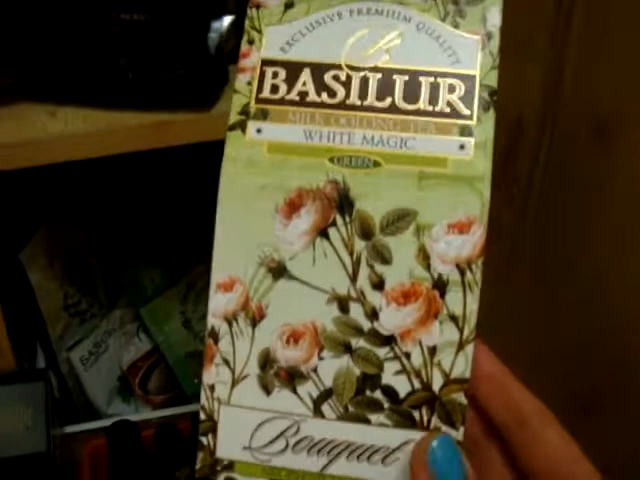 EXCLUSIVE PREMIUM QUALITY
B
BASILUR
MILK OOLONG TEA
WHITE MAGIC
GREEN
Bouquet